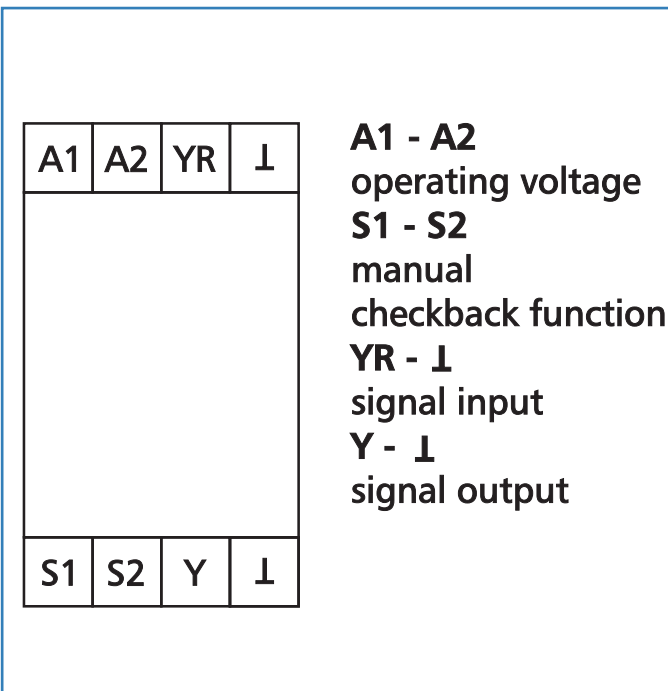 A1 A2 YR ⊥
A1 - A2
operating voltage
S1 - S2
manual
checkback function
YR - ⊥
signal input
Y - ⊥
signal output
S1 S2 Y ⊥